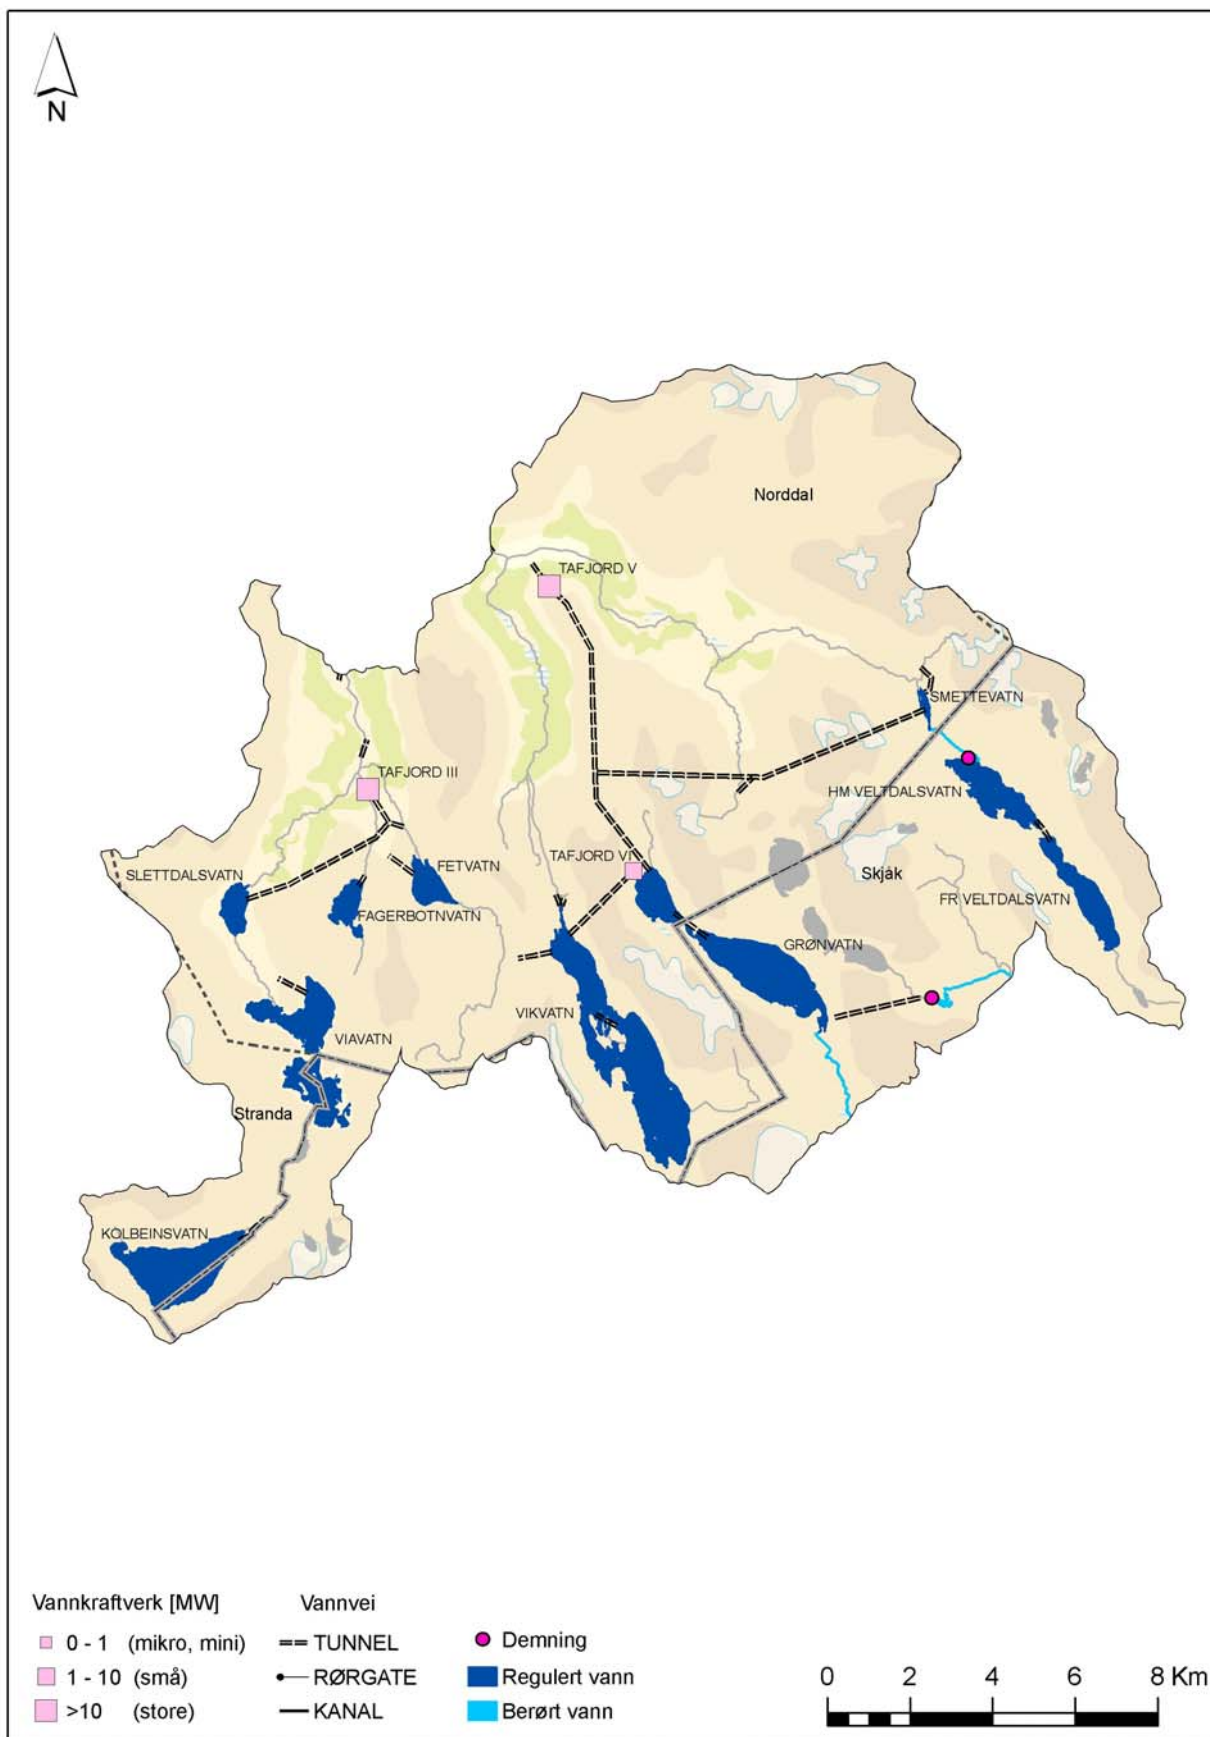 N
Norddal
TAFJORD V
SMETTEVATN
TAFJORD III
HM VELTDALSVATN
TAFJORD VI
FETVATN
SLETTDALSVATN
Skjåk
FR VELTDALSVATN
FAGERBOTNVATN
GRØNVATN
VIKVATN
VIAVATN
Stranda
KOLBEINSVATN
Vannkraftverk [MW]
0 - 1 (mikro, mini)
1 - 10 (små)
>10 (store)
Vannvei
TUNNEL
RØRGATE
KANAL
Demning
Regulert vann
Berørt vann
0 2 4 6 8 Km